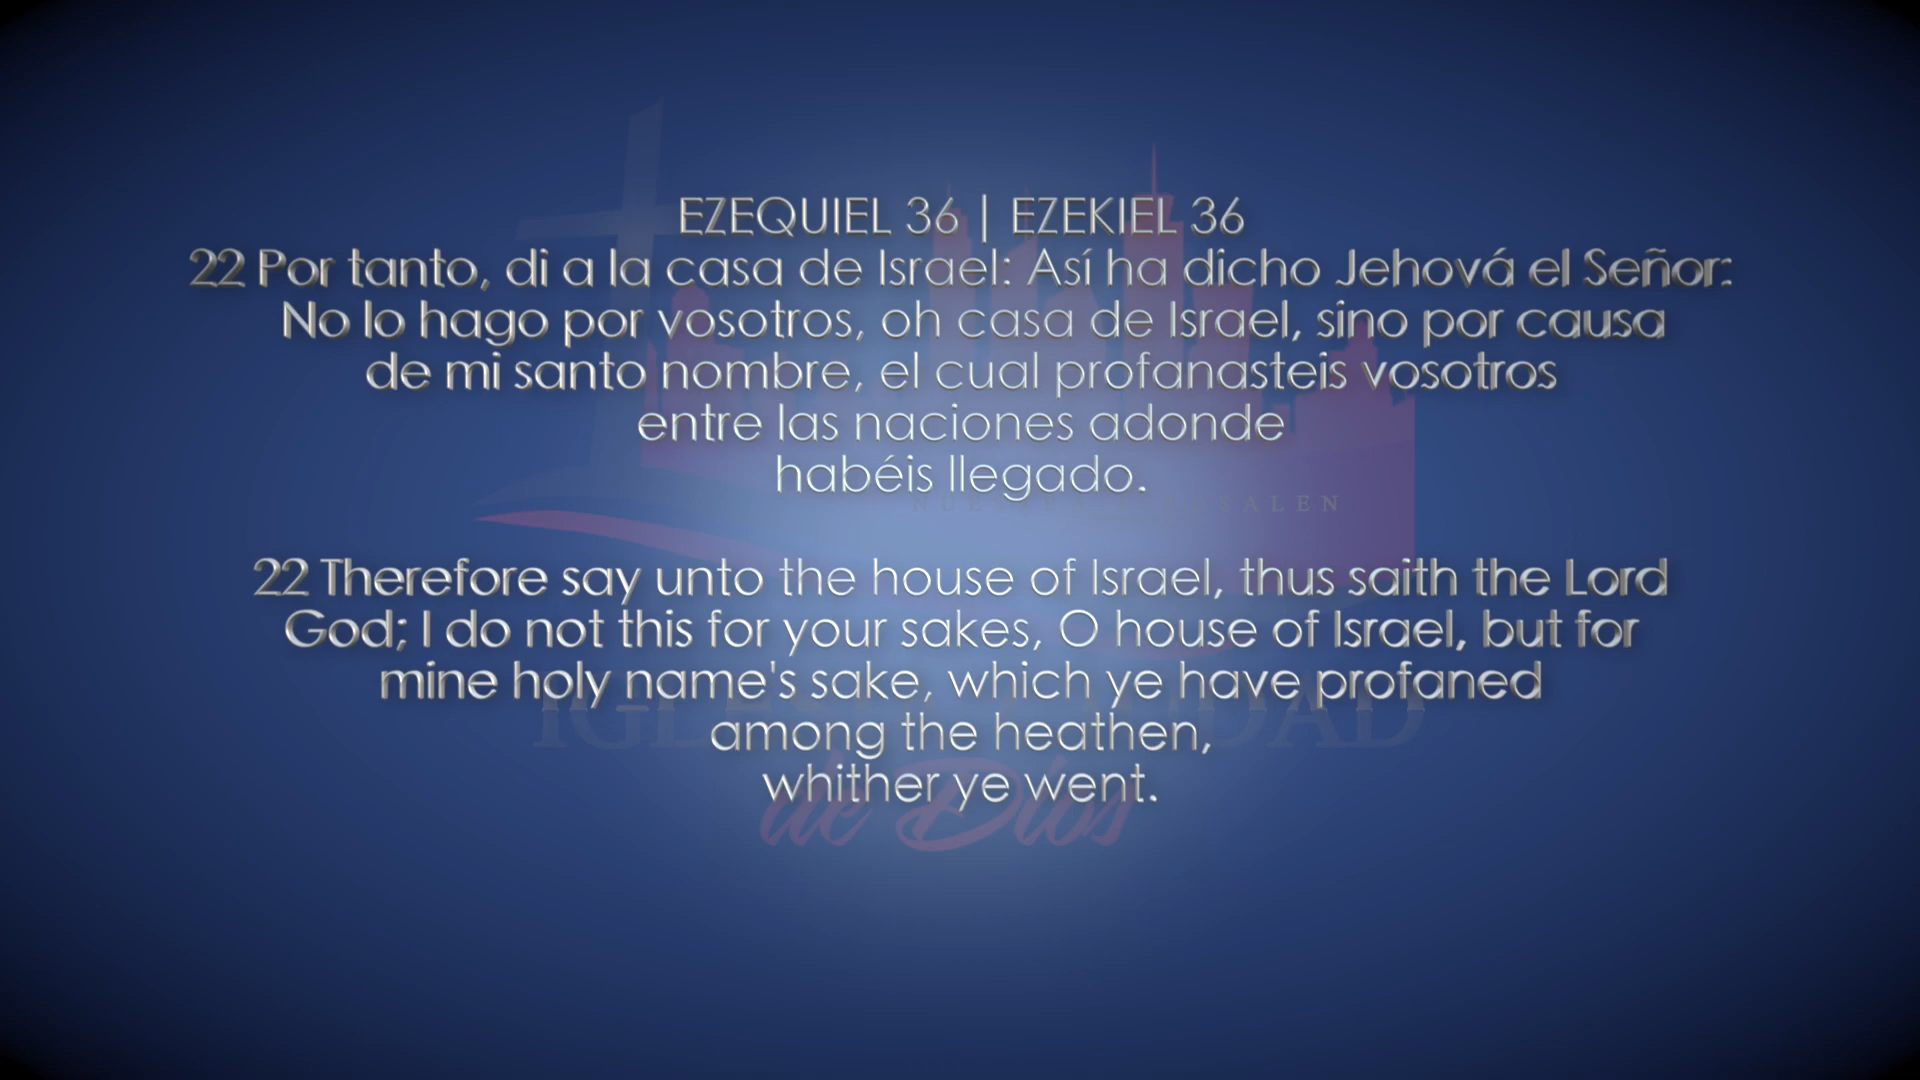 EZEQUIEL 36 | EZEKIEL 36
22 Por tanto, di a la casa de Israel: Así ha dicho Jehová el Señor:
No lo hago por vosotros, oh casa de Israel, sino por causa
de mi santo nombre, el cual profanasteis vosotros
entre las naciones adonde
habéis llegado.
22 Therefore say unto the house of Israel, thus saith the Lord
God; I do not this for your sakes, O house of Israel, but for
mine holy name's sake, which ye have profaned
among the heathen,
whither ye went.
de Dios